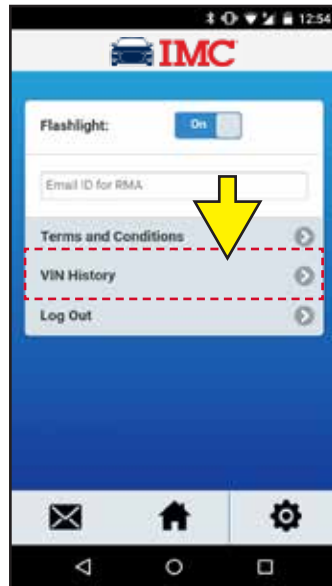 12:54
IMC
Flashlight: On
Email ID for RMA
Terms and Conditions
VIN History
Log Out